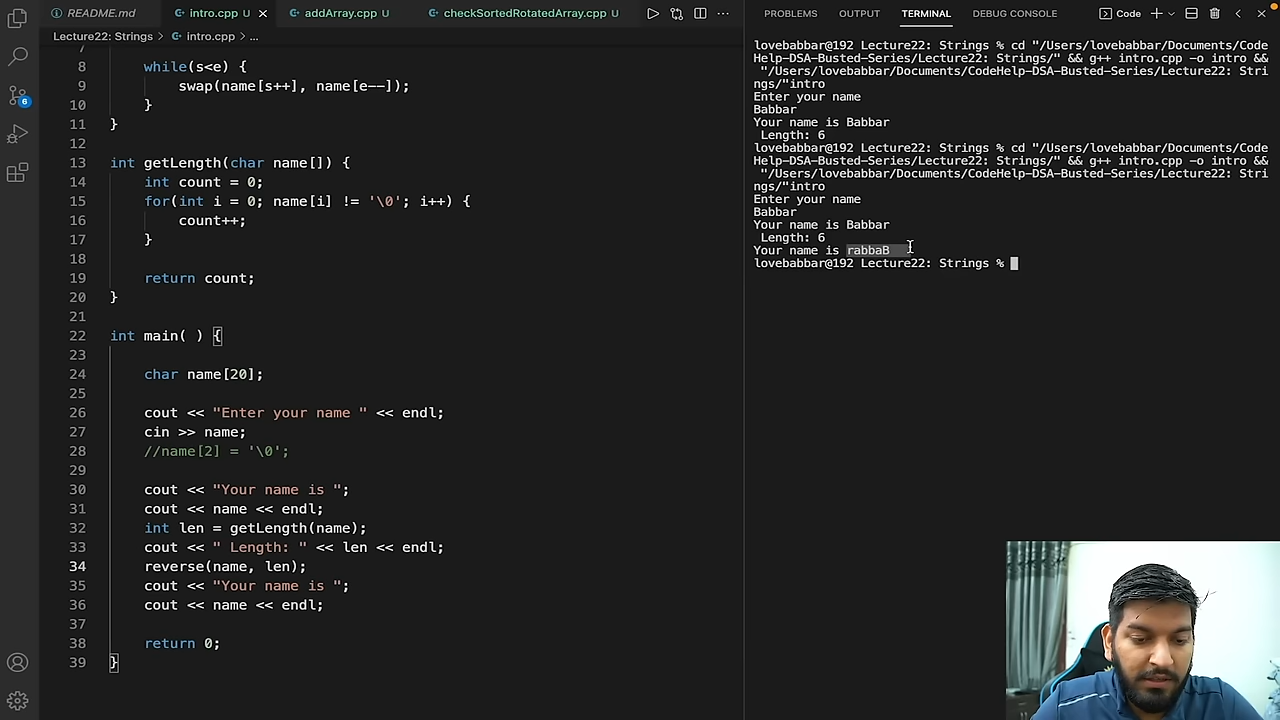 README.md
intro.cpp U
addArray.cpp U
checkSortedRotatedArray.cpp U
Lecture22: Strings > intro.cpp > ...
8 while(s<e) {
9 swap(name[s++], name[e--]);
10 }
11 }
12
13 int getLength(char name[]) {
14 int count = 0;
15 for(int i = 0; name[i] != '\0'; i++) {
16 count++;
17 }
18
19 return count;
20 }
21
22 int main( ) {
23
24 char name[20];
25
26 cout << "Enter your name " << endl;
27 cin >> name;
28 //name[2] = '\0';
29
30 cout << "Your name is ";
31 cout << name << endl;
32 int len = getLength(name);
33 cout << " Length: " << len << endl;
34 reverse(name, len);
35 cout << "Your name is ";
36 cout << name << endl;
37
38 return 0;
39 }
6
PROBLEMS OUTPUT TERMINAL DEBUG CONSOLE Code
lovebabbar@192 Lecture22: Strings % cd "/Users/lovebabbar/Documents/Code
Help-DSA-Busted-Series/Lecture22: Strings/" && g++ intro.cpp -o intro &&
"/Users/lovebabbar/Documents/CodeHelp-DSA-Busted-Series/Lecture22: Stri
ngs/"intro
Enter your name
Babbar
Your name is Babbar
Length: 6
lovebabbar@192 Lecture22: Strings % cd "/Users/lovebabbar/Documents/Code
Help-DSA-Busted-Series/Lecture22: Strings/" && g++ intro.cpp -o intro &&
"/Users/lovebabbar/Documents/CodeHelp-DSA-Busted-Series/Lecture22: Stri
ngs/"intro
Enter your name
Babbar
Your name is Babbar
Length: 6
Your name is rabbaB
lovebabbar@192 Lecture22: Strings %